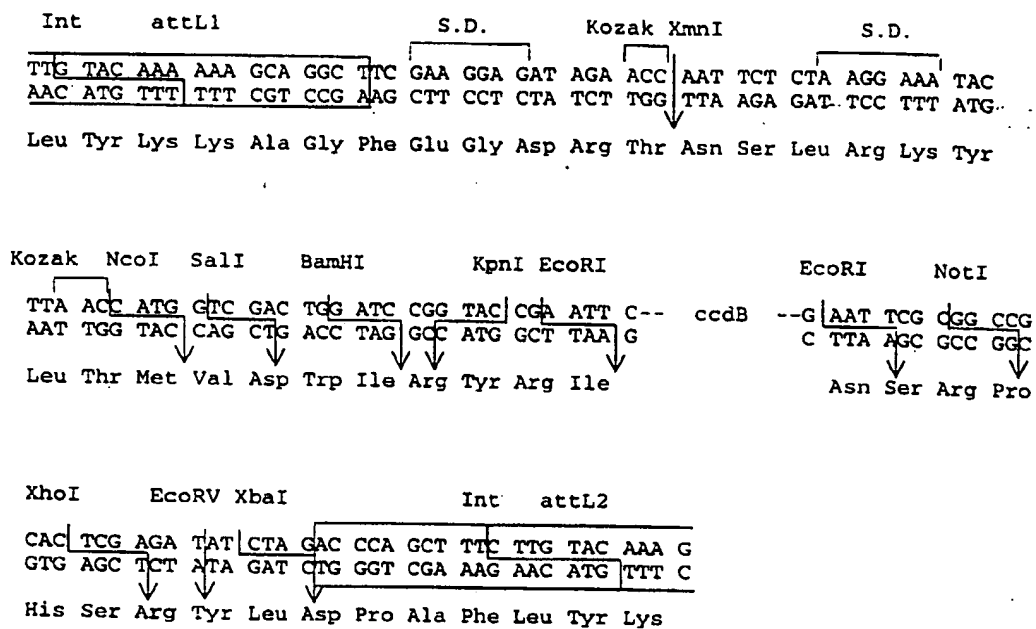 Int attL1 S.D. Kozak XmnI S.D.
TTG TAC AAA AAA GCA GGC TTC GAA GGA GAT AGA ACC AAT TCT CTA AGG AAA TAC
AAC ATG TTT TTT CGT CCG AAG CTT CCT CTA TCT TGG TTA AGA GAT TCC TTT ATG
Leu Tyr Lys Lys Ala Gly Phe Glu Gly Asp Arg Thr Asn Ser Leu Arg Lys Tyr
Kozak NcoI SalI BamHI KpnI EcoRI EcoRI NotI
TTA ACC ATG GTC GAC TGG ATC CGG TAC CGA ATT C-- ccdB --G AAT TCG CGG CCG
AAT TGG TAC CAG CTG ACC TAG GCC ATG GCT TAA G C TTA AGC GCC GGC
Leu Thr Met Val Asp Trp Ile Arg Tyr Arg Ile Asn Ser Arg Pro
XhoI EcoRV XbaI Int attL2
CAC TCG AGA TAT CTA GAC CCA GCT TTC TTG TAC AAA G
GTG AGC TCT ATA GAT CTG GGT CGA AAG AAC ATG TTT C
His Ser Arg Tyr Leu Asp Pro Ala Phe Leu Tyr Lys